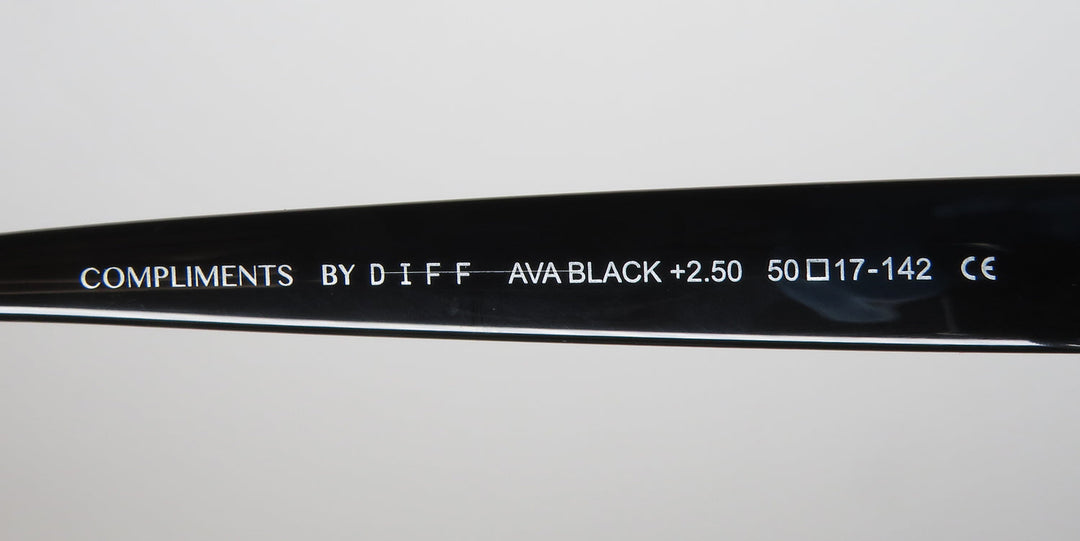 COMPLIMENTS BY DIFF AVA BLACK +2.50 50□17-142 CE